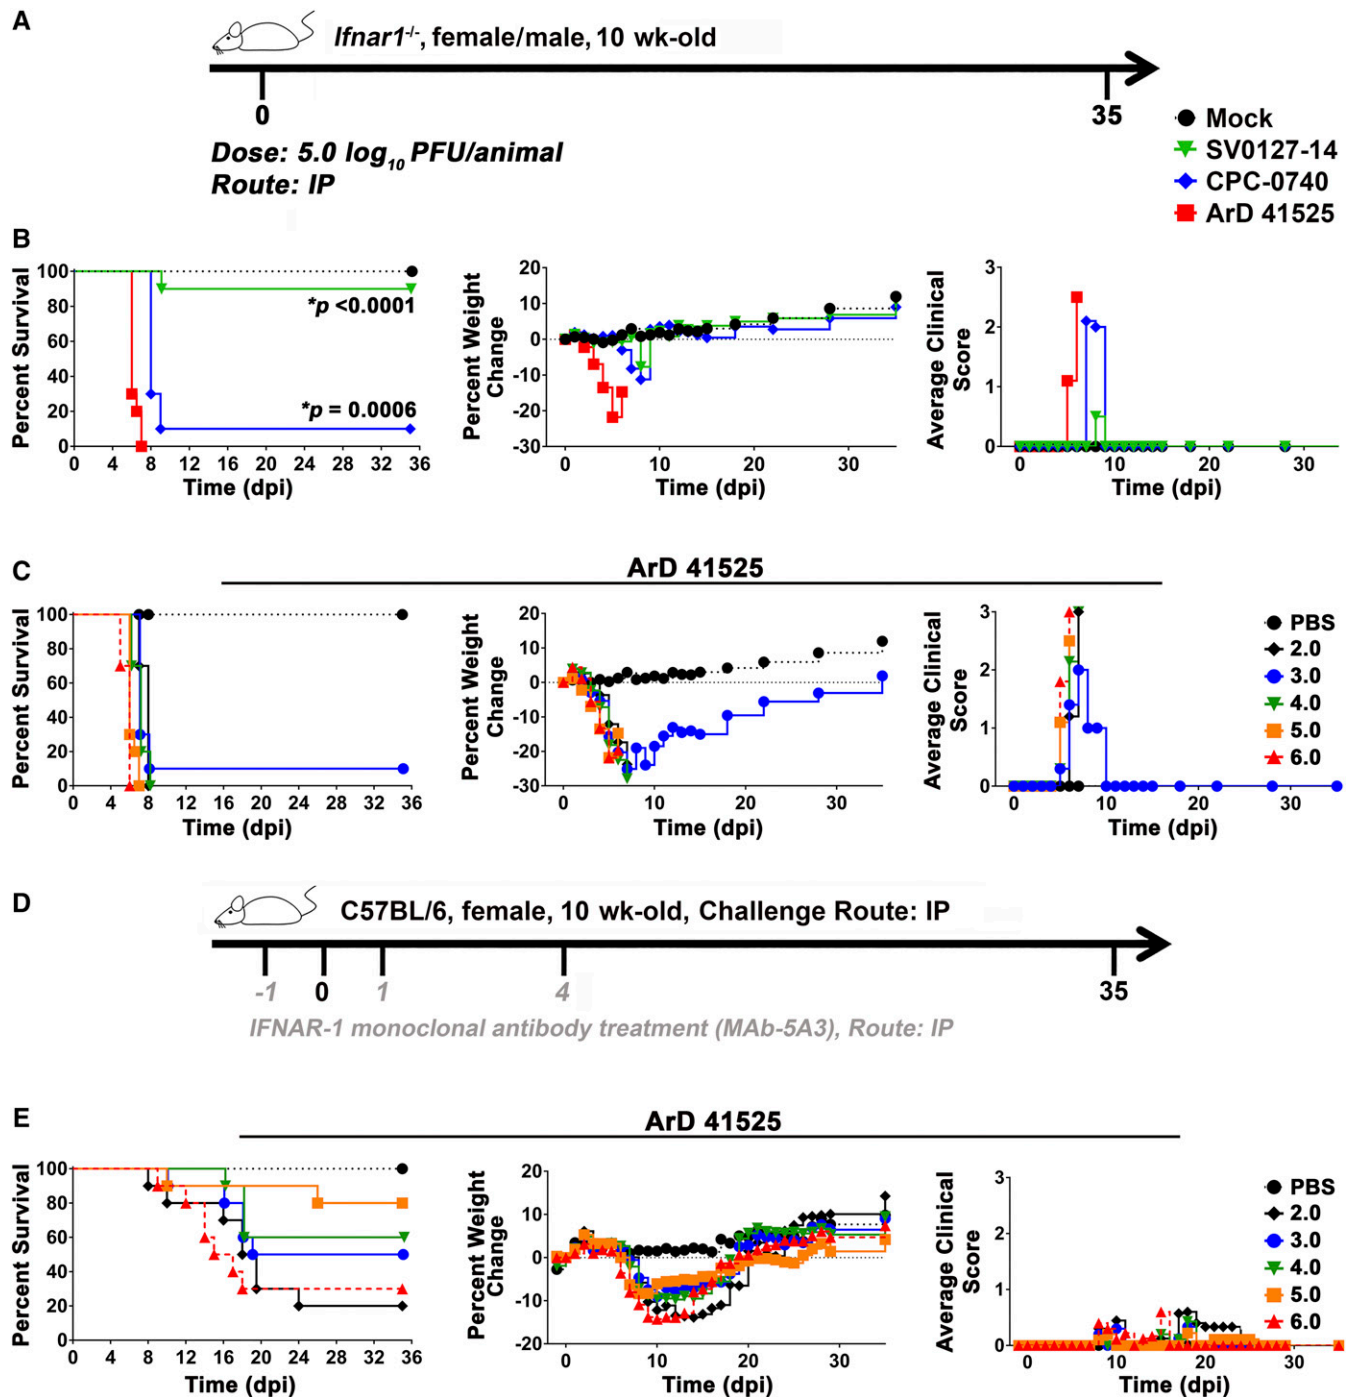 A
Ifnar1-/-, female/male, 10 wk-old
0
35
Dose: 5.0 log10 PFU/animal
Route: IP
Mock
SV0127-14
CPC-0740
ArD 41525
B
Percent Survival
100
80
60
40
20
0
*p <0.0001
*p = 0.0006
0 4 8 12 16 20 24 28 32 36
Time (dpi)
Percent Weight
Change
20
10
0
-10
-20
-30
0 10 20 30
Time (dpi)
Average Clinical
Score
3
2
1
0
0 10 20 30
Time (dpi)
C
ArD 41525
Percent Survival
100
80
60
40
20
0
0 4 8 12 16 20 24 28 32 36
Time (dpi)
Percent Weight
Change
20
10
0
-10
-20
-30
0 10 20 30
Time (dpi)
Average Clinical
Score
3
2
1
0
0 10 20 30
Time (dpi)
PBS
2.0
3.0
4.0
5.0
6.0
D
C57BL/6, female, 10 wk-old, Challenge Route: IP
-1 0 1 4 35
IFNAR-1 monoclonal antibody treatment (MAb-5A3), Route: IP
E
ArD 41525
Percent Survival
100
80
60
40
20
0
0 4 8 12 16 20 24 28 32 36
Time (dpi)
Percent Weight
Change
20
10
0
-10
-20
0 10 20 30
Time (dpi)
Average Clinical
Score
3
2
1
0
0 10 20 30
Time (dpi)
PBS
2.0
3.0
4.0
5.0
6.0